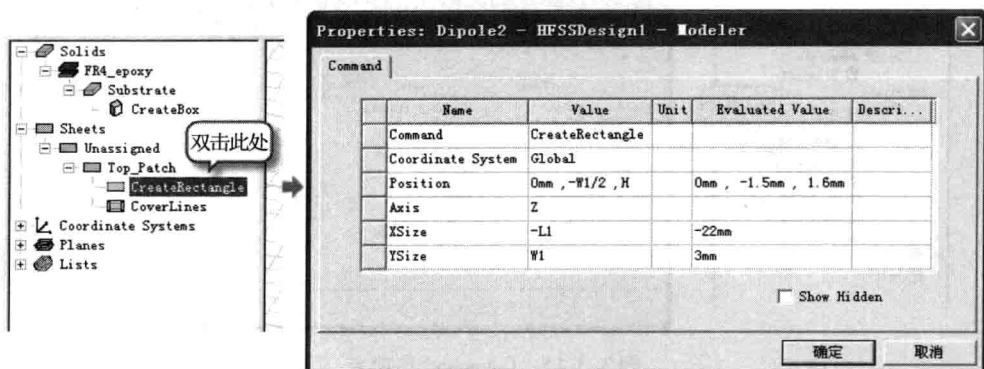 Solids
FR4_epoxy
Substrate
CreateBox
Sheets
Unassigned
Top_Patch
CreateRectangle
CoverLines
Coordinate Systems
Planes
Lists
双击此处
Properties: Dipole2 - HFSSDesign1 - Modeler
Command
Name Value Unit Evaluated Value Descri...
Command CreateRectangle
Coordinate System Global
Position 0mm ,-W1/2 ,H 0mm , -1.5mm , 1.6mm
Axis Z
XSize -L1 -22mm
YSize W1 3mm
Show Hidden
确定 取消